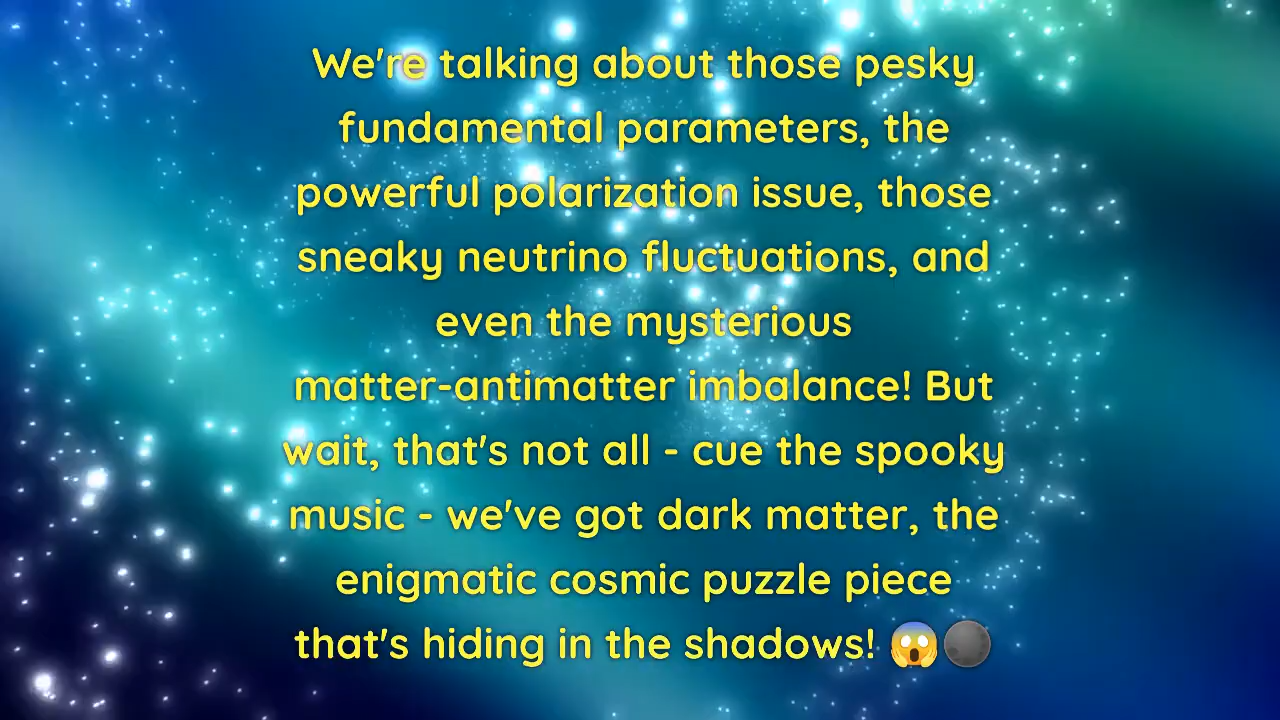 We're talking about those pesky
fundamental parameters, the
powerful polarization issue, those
sneaky neutrino fluctuations, and
even the mysterious
matter-antimatter imbalance! But
wait, that's not all - cue the spooky
music - we've got dark matter, the
enigmatic cosmic puzzle piece
that's hiding in the shadows! 😱🌑